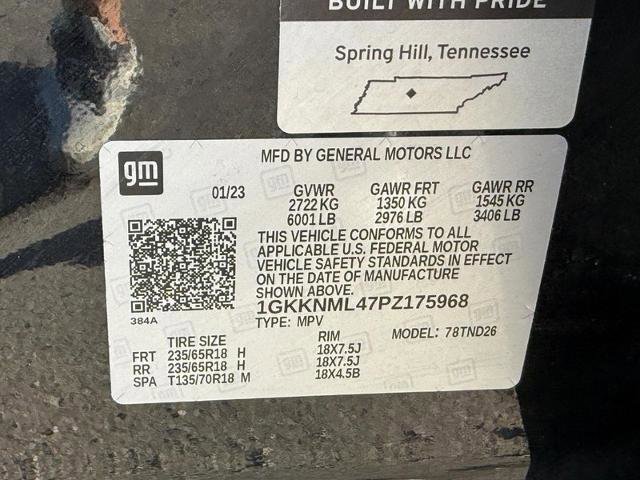 BUILT WITH PRIDE
Spring Hill, Tennessee
gm
MFD BY GENERAL MOTORS LLC
01/23 GVWR GAWR FRT GAWR RR
2722 KG 1350 KG 1545 KG
6001 LB 2976 LB 3406 LB
THIS VEHICLE CONFORMS TO ALL
APPLICABLE U.S. FEDERAL MOTOR
VEHICLE SAFETY STANDARDS IN EFFECT
ON THE DATE OF MANUFACTURE
SHOWN ABOVE.
384A
1GKKNML47PZ175968
TYPE: MPV MODEL: 78TND26
TIRE SIZE RIM
FRT 235/65R18 H 18X7.5J
RR 235/65R18 H 18X7.5J
SPA T135/70R18 M 18X4.5B